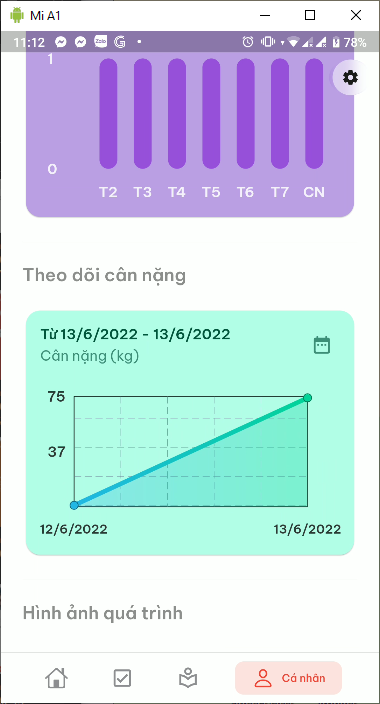 Mi A1
11:12
Zalo
78%
1
0
T2 T3 T4 T5 T6 T7 CN
Theo dõi cân nặng
Từ 13/6/2022 - 13/6/2022
Cân nặng (kg)
75
37
12/6/2022 13/6/2022
Hình ảnh quá trình
Cá nhân